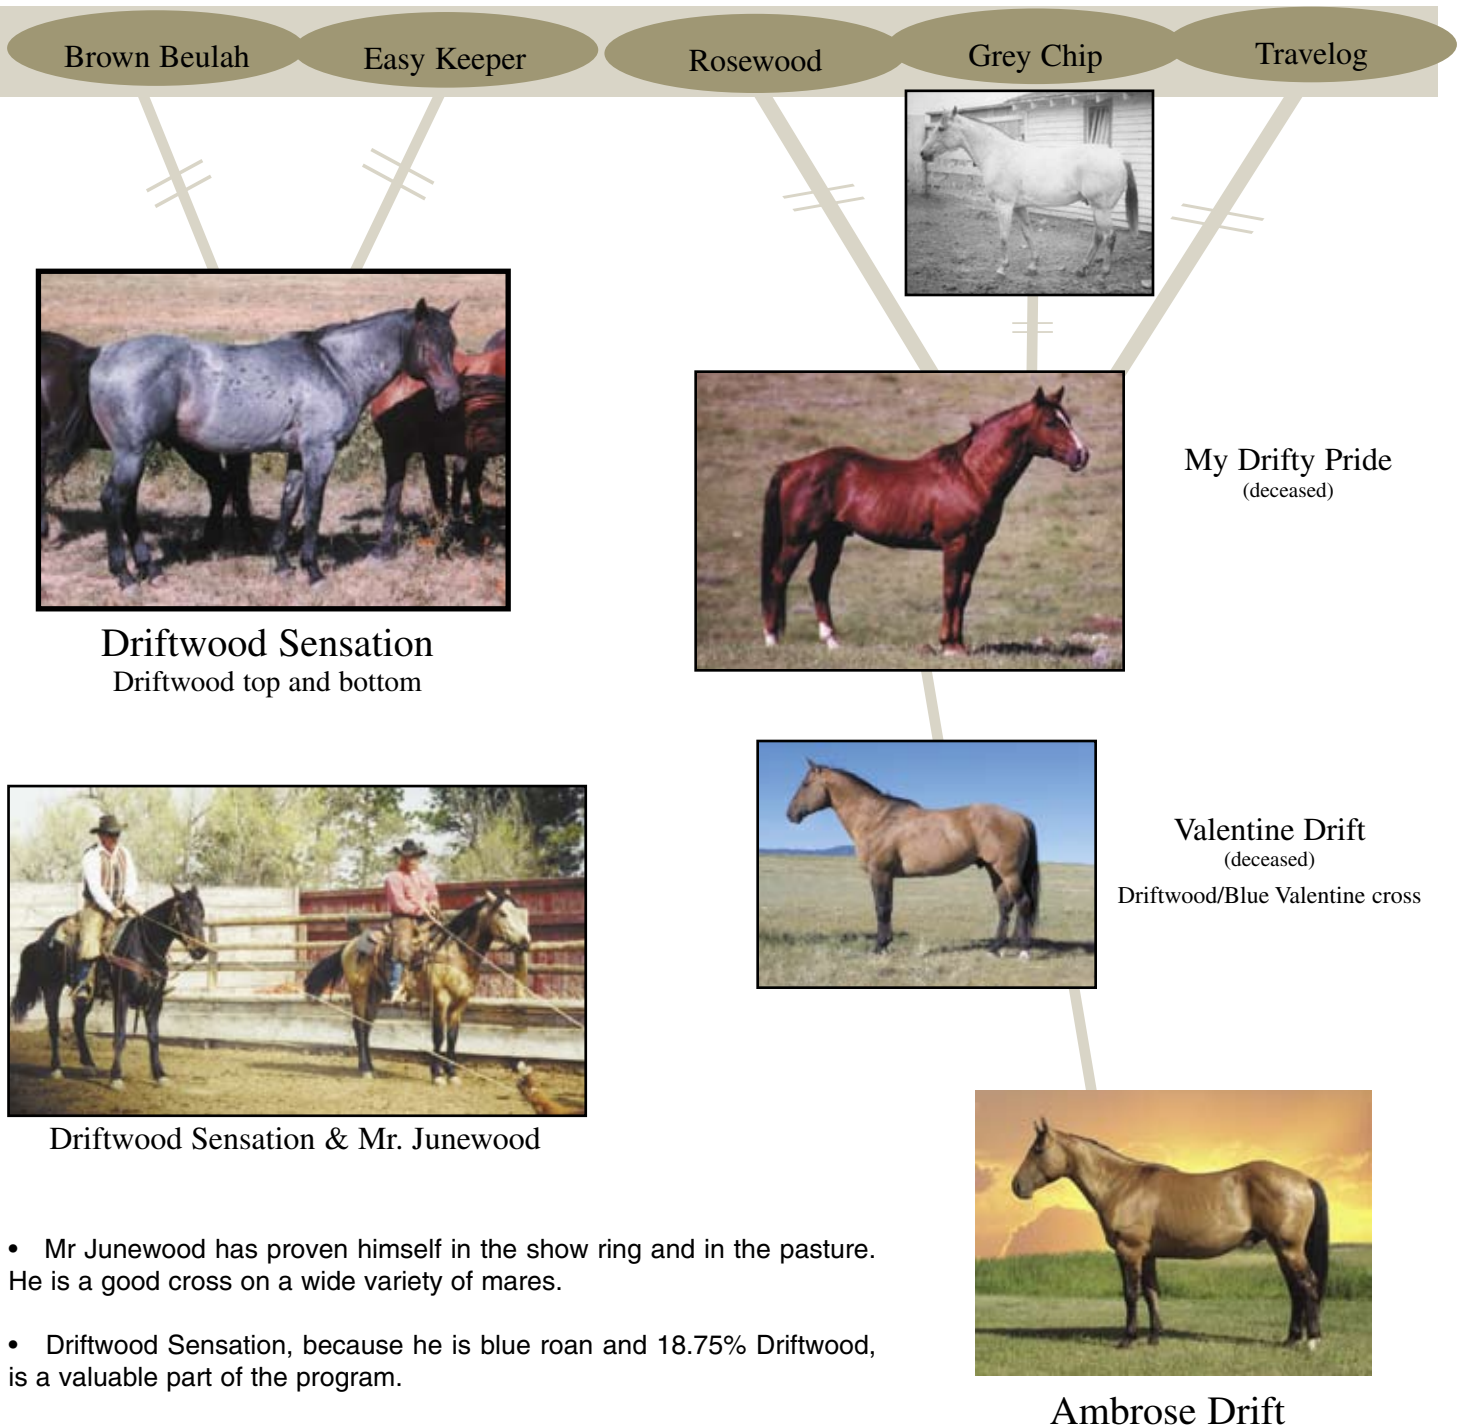 Brown Beulah
Easy Keeper
Rosewood
Grey Chip
Travelog
My Drifty Pride
(deceased)
Driftwood Sensation
Driftwood top and bottom
Valentine Drift
(deceased)
Driftwood/Blue Valentine cross
Driftwood Sensation & Mr. Junewood
• Mr Junewood has proven himself in the show ring and in the pasture.
He is a good cross on a wide variety of mares.
• Driftwood Sensation, because he is blue roan and 18.75% Driftwood,
is a valuable part of the program.
Ambrose Drift